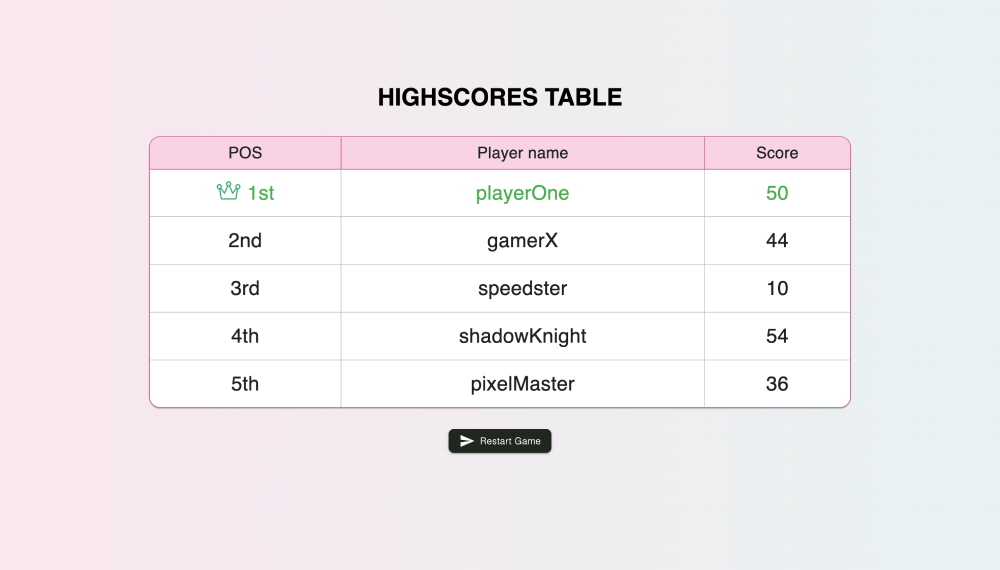 HIGHSCORES TABLE
POS Player name Score
1st playerOne 50
2nd gamerX 44
3rd speedster 10
4th shadowKnight 54
5th pixelMaster 36
Restart Game